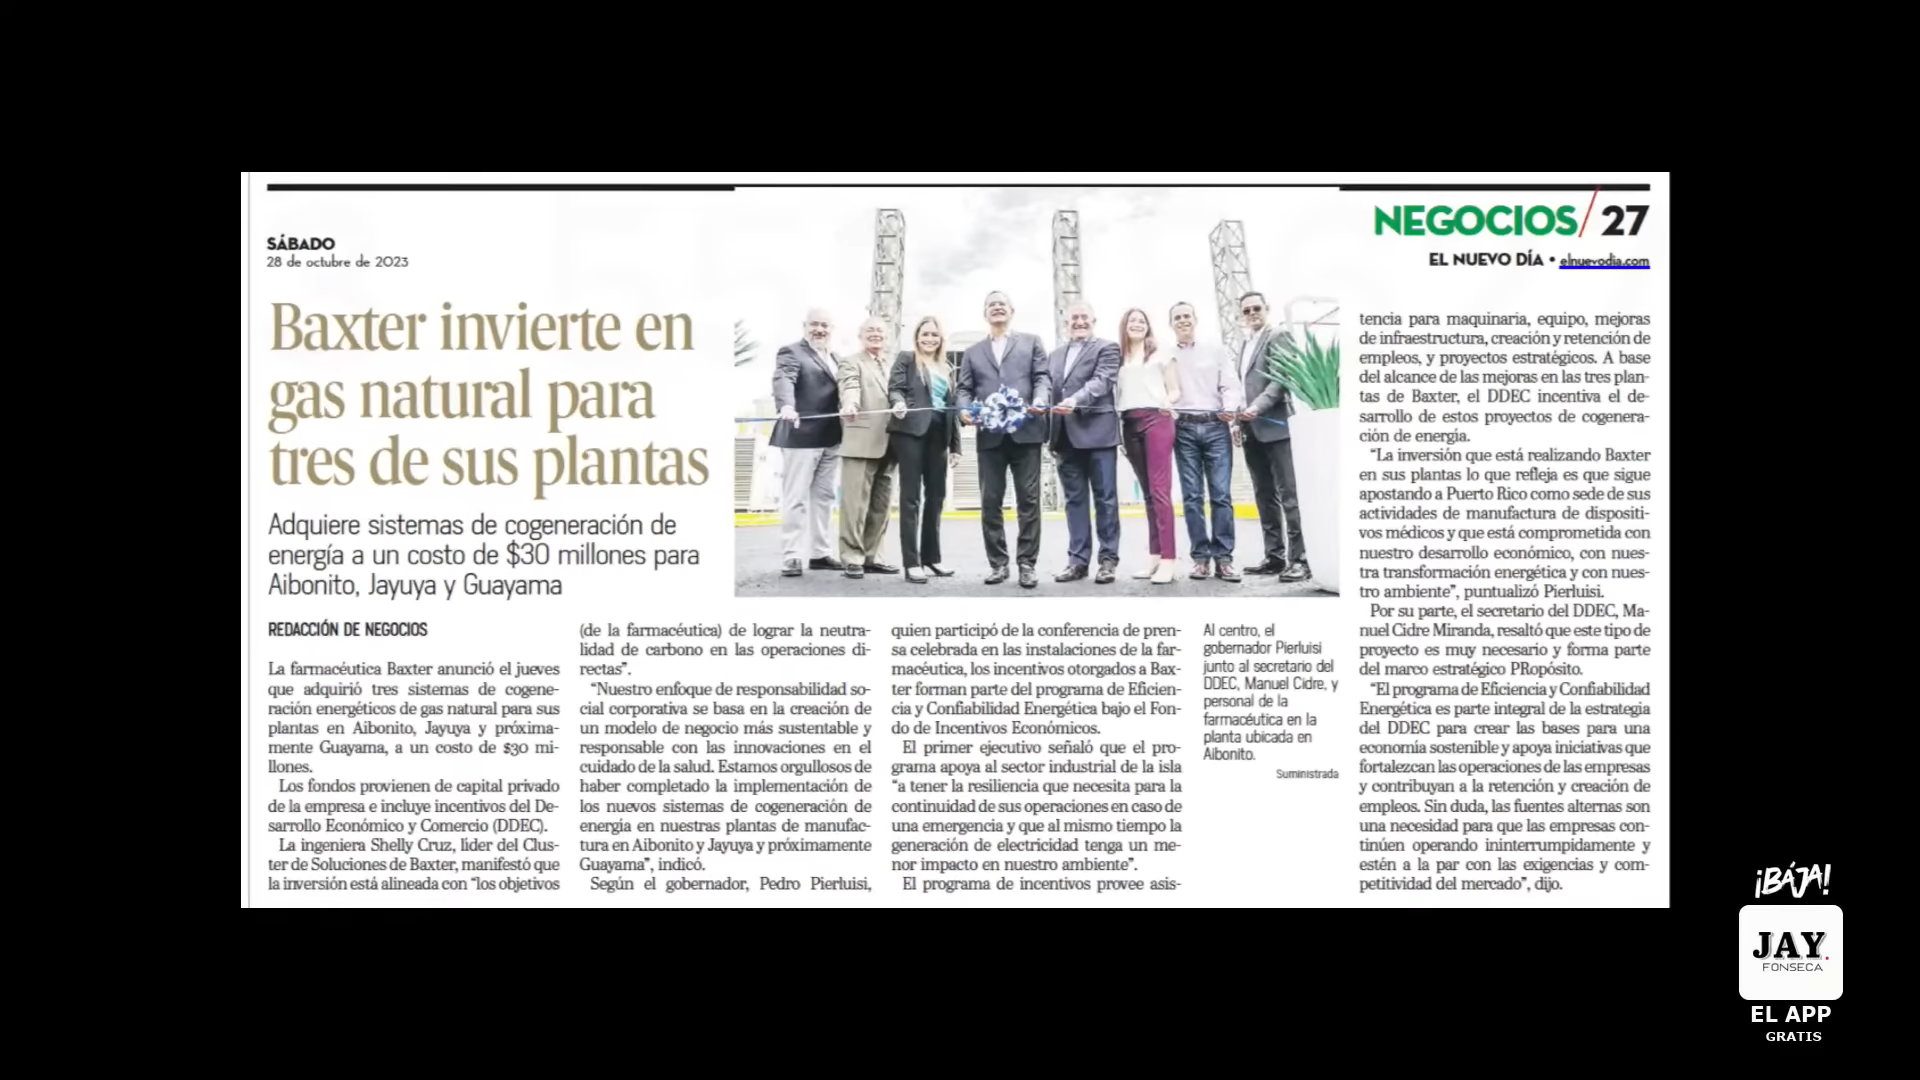 SÁBADO
28 de octubre de 2023
NEGOCIOS/27
EL NUEVO DÍA • elnuevodia.com
Baxter invierte en
gas natural para
tres de sus plantas
Adquiere sistemas de cogeneración de
energía a un costo de $30 millones para
Aibonito, Jayuya y Guayama
REDACCIÓN DE NEGOCIOS
La farmacéutica Baxter anunció el jueves
que adquirió tres sistemas de cogene-
ración energéticos de gas natural para sus
plantas en Aibonito, Jayuya y próxima-
mente Guayama, a un costo de $30 mi-
llones.
Los fondos provienen de capital privado
de la empresa e incluye incentivos del De-
sarrollo Económico y Comercio (DDEC).
La ingeniera Shelly Cruz, líder del Clus-
ter de Soluciones de Baxter, manifestó que
la inversión está alineada con “los objetivos
(de la farmacéutica) de lograr la neutra-
lidad de carbono en las operaciones di-
rectas”.
“Nuestro enfoque de responsabilidad so-
cial corporativa se basa en la creación de
un modelo de negocio más sustentable y
responsable con las innovaciones en el
cuidado de la salud. Estamos orgullosos de
haber completado la implementación de
los nuevos sistemas de cogeneración de
energía en nuestras plantas de manufac-
tura en Aibonito y Jayuya y próximamente
Guayama”, indicó.
Según el gobernador, Pedro Pierluisi,
quien participó de la conferencia de pren-
sa celebrada en las instalaciones de la far-
macéutica, los incentivos otorgados a Bax-
ter forman parte del programa de Eficien-
cia y Confiabilidad Energética bajo el Fon-
do de Incentivos Económicos.
El primer ejecutivo señaló que el pro-
grama apoya al sector industrial de la isla
“a tener la resiliencia que necesita para la
continuidad de sus operaciones en caso de
una emergencia y que al mismo tiempo la
generación de electricidad tenga un me-
nor impacto en nuestro ambiente”.
El programa de incentivos provee asis-
Al centro, el
gobernador Pierluisi
junto al secretario del
DDEC, Manuel Cidre, y
personal de la
farmacéutica en la
planta ubicada en
Aibonito.
Suministrada
tencia para maquinaria, equipo, mejoras
de infraestructura, creación y retención de
empleos, y proyectos estratégicos. A base
del alcance de las mejoras en las tres plan-
tas de Baxter, el DDEC incentiva el de-
sarrollo de estos proyectos de cogenera-
ción de energía.
“La inversión que está realizando Baxter
en sus plantas lo que refleja es que sigue
apostando a Puerto Rico como sede de sus
actividades de manufactura de dispositi-
vos médicos y que está comprometida con
nuestro desarrollo económico, con nues-
tra transformación energética y con nues-
tro ambiente”, puntualizó Pierluisi.
Por su parte, el secretario del DDEC, Ma-
nuel Cidre Miranda, resaltó que este tipo de
proyecto es muy necesario y forma parte
del marco estratégico PRopósito.
“El programa de Eficiencia y Confiabilidad
Energética es parte integral de la estrategia
del DDEC para crear las bases para una
economía sostenible y apoya iniciativas que
fortalezcan las operaciones de las empresas
y contribuyan a la retención y creación de
empleos. Sin duda, las fuentes alternas son
una necesidad para que las empresas con-
tinúen operando ininterrumpidamente y
estén a la par con las exigencias y com-
petitividad del mercado”, dijo.
¡BÁJA!
JAY.
FONSECA
EL APP
GRATIS